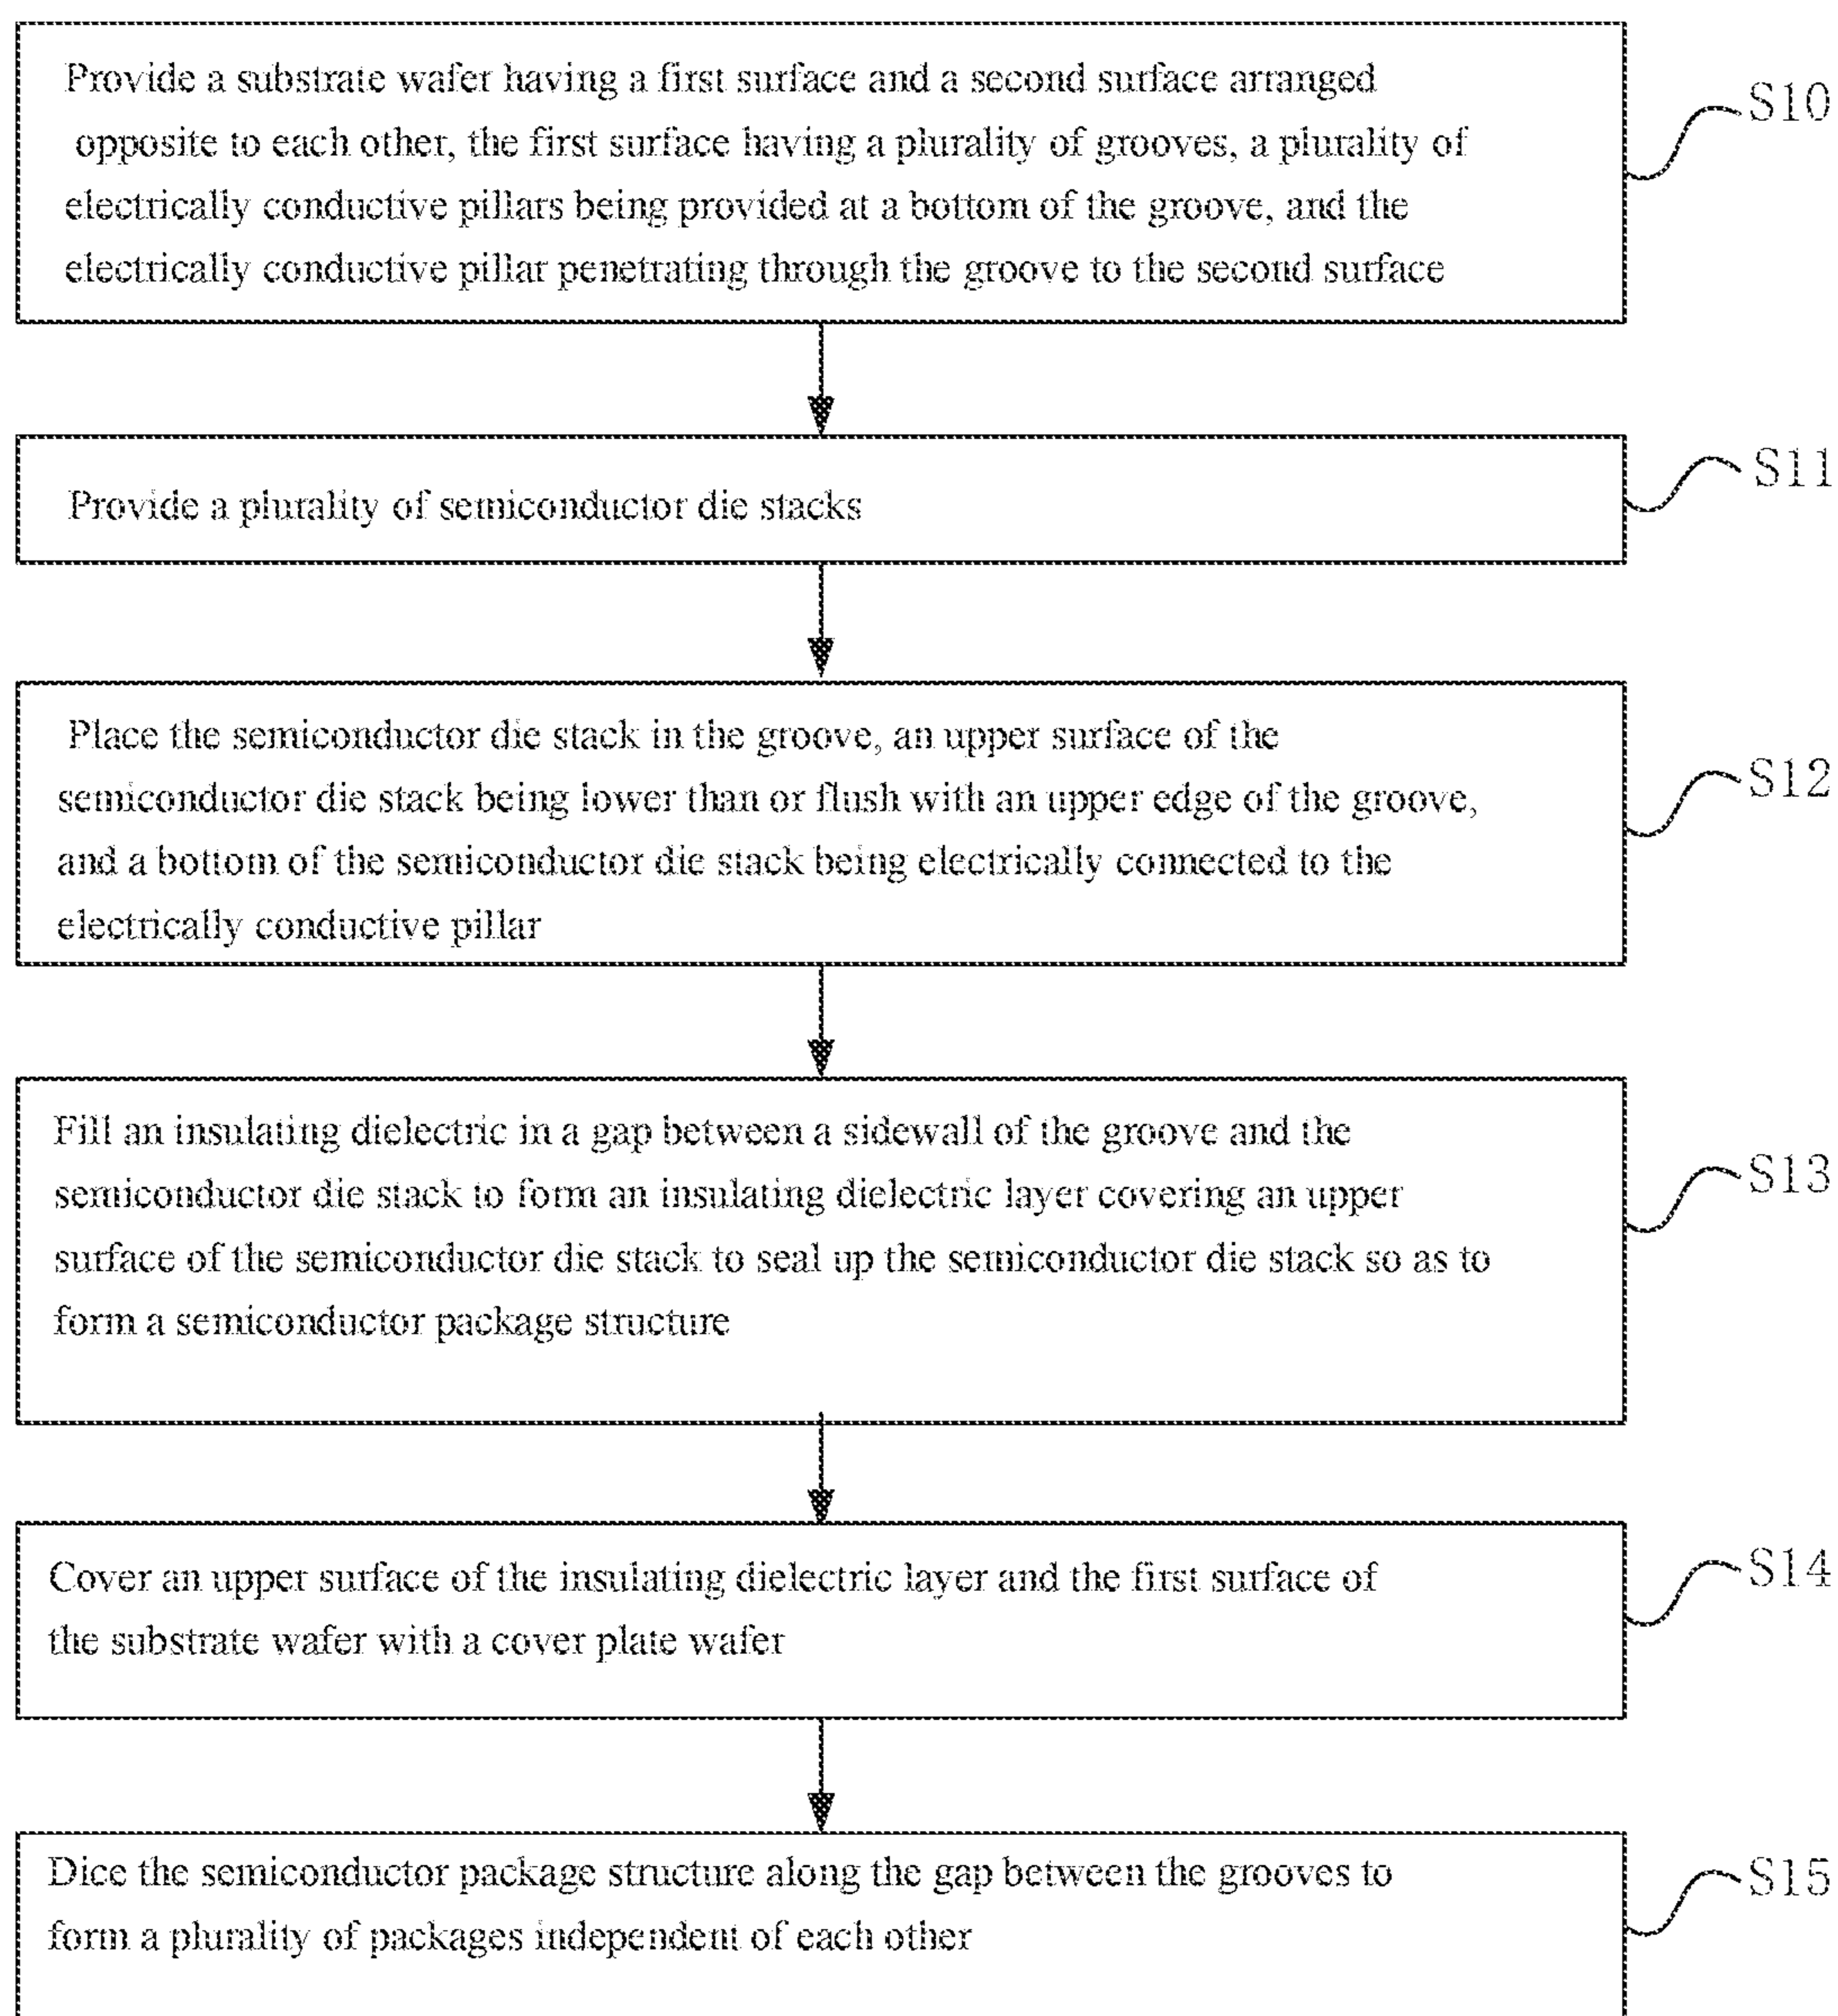 Provide a substrate wafer having a first surface and a second surface arranged
opposite to each other, the first surface having a plurality of grooves, a plurality of
electrically conductive pillars being provided at a bottom of the groove, and the
electrically conductive pillar penetrating through the groove to the second surface
S10
Provide a plurality of semiconductor die stacks
S11
Place the semiconductor die stack in the groove, an upper surface of the
semiconductor die stack being lower than or flush with an upper edge of the groove,
and a bottom of the semiconductor die stack being electrically connected to the
electrically conductive pillar
S12
Fill an insulating dielectric in a gap between a sidewall of the groove and the
semiconductor die stack to form an insulating dielectric layer covering an upper
surface of the semiconductor die stack to seal up the semiconductor die stack so as to
form a semiconductor package structure
S13
Cover an upper surface of the insulating dielectric layer and the first surface of
the substrate wafer with a cover plate wafer
S14
Dice the semiconductor package structure along the gap between the grooves to
form a plurality of packages independent of each other
S15